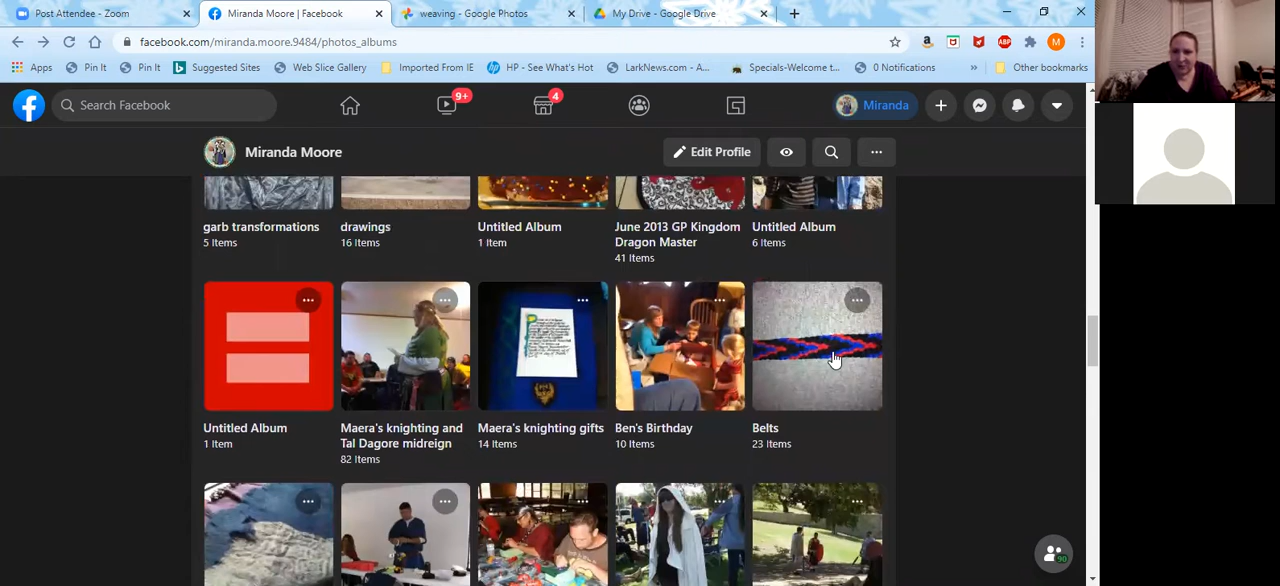 Post Attendee - Zoom
Miranda Moore | Facebook
weaving - Google Photos
My Drive - Google Drive
facebook.com/miranda.moore.9484/photos_albums
ABP
M
Apps
Pin It
Pin It
Suggested Sites
Web Slice Gallery
Imported From IE
HP - See What's Hot
LarkNews.com - A...
Specials-Welcome t...
0 Notifications
»
Other bookmarks
Search Facebook
9+
4
Miranda
Miranda Moore
Edit Profile
garb transformations
5 Items
drawings
16 Items
Untitled Album
1 Item
June 2013 GP Kingdom
Dragon Master
41 Items
Untitled Album
6 Items
Untitled Album
1 Item
Maera's knighting and
Tal Dagore midreign
82 Items
Maera's knighting gifts
14 Items
Ben's Birthday
10 Items
Belts
23 Items
90